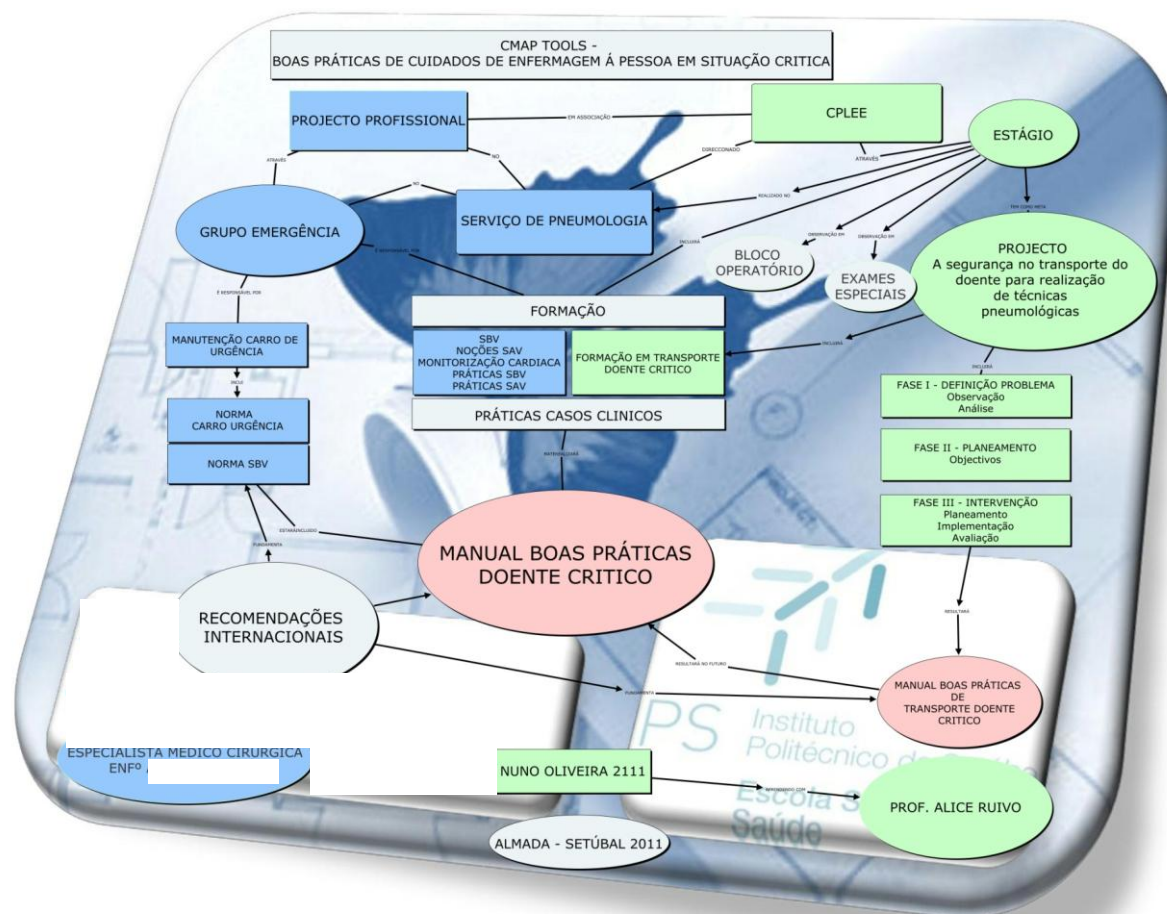 CMAP TOOLS -
BOAS PRÁTICAS DE CUIDADOS DE ENFERMAGEM Á PESSOA EM SITUAÇÃO CRITICA
PROJECTO PROFISSIONAL
EM ASSOCIAÇÃO
CPLEE
ESTÁGIO
ATRAVÉS
NO
DIRECCIONADO
ATRAVÉS
NO
REALIZADO NO
TEM COMO META
GRUPO EMERGÊNCIA
SERVIÇO DE PNEUMOLOGIA
OBSERVAÇÃO EM
OBSERVAÇÃO EM
É RESPONSÁVEL POR
INCLUIRÁ
BLOCO
OPERATÓRIO
EXAMES
ESPECIAIS
PROJECTO
A segurança no transporte do
doente para realização
de técnicas
pneumológicas
É RESPONSÁVEL POR
FORMAÇÃO
MANUTENÇÃO CARRO DE
URGÊNCIA
SBV
NOÇÕES SAV
MONITORIZAÇÃO CARDIACA
PRÁTICAS SBV
PRÁTICAS SAV
FORMAÇÃO EM TRANSPORTE
DOENTE CRITICO
INCLUIRÁ
INCLUIRÁ
INCLUI
FASE I - DEFINIÇÃO PROBLEMA
Observação
Análise
NORMA
CARRO URGÊNCIA
PRÁTICAS CASOS CLINICOS
NORMA SBV
FASE II - PLANEAMENTO
Objectivos
FASE III - INTERVENÇÃO
Planeamento
Implementação
Avaliação
PROJECT:
FUNDAMENTA
MANUAL BOAS PRÁTICAS
DOENTE CRITICO
RECOMENDAÇÕES
INTERNACIONAIS
RESULTARÁ
RESULTARÁ NO FUTURO
FUNDAMENTA
MANUAL BOAS PRÁTICAS
DE
TRANSPORTE DOENTE
CRITICO
PS Instituto
Politécnico de
Escola S
Saúde
ESPECIALISTA MÉDICO CIRÚRGICA
ENFº
NUNO OLIVEIRA 2111
PROF. ALICE RUIVO
ALMADA - SETÚBAL 2011